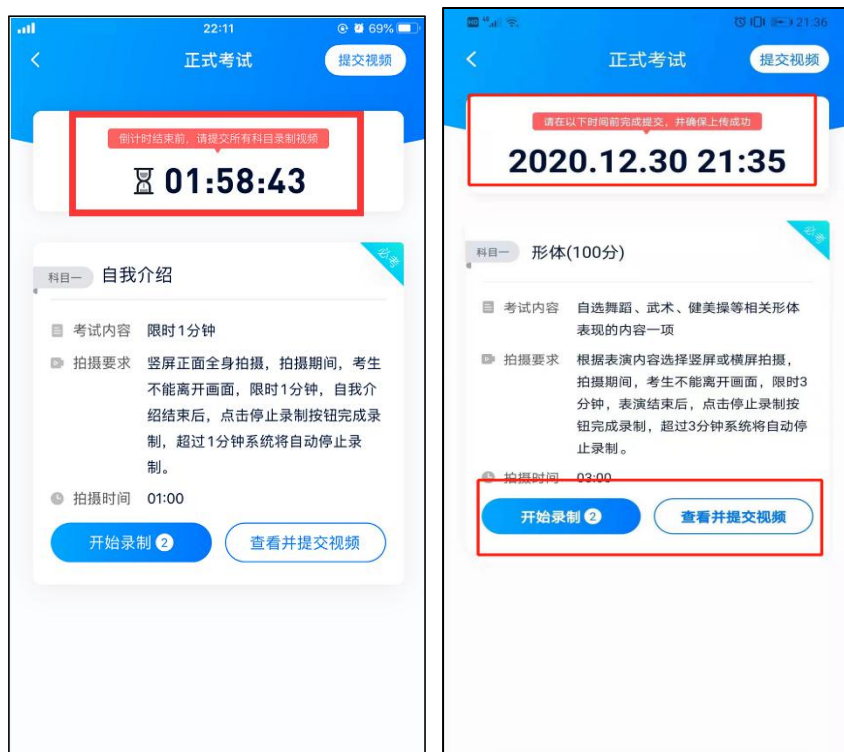 22:11
69%
正式考试
提交视频
倒计时结束前，请提交所有科目录制视频
01:58:43
必考
科目一
自我介绍
考试内容 限时1分钟
拍摄要求 竖屏正面全身拍摄，拍摄期间，考生
不能离开画面，限时1分钟，自我介
绍结束后，点击停止录制按钮完成录
制，超过1分钟系统将自动停止录
制。
拍摄时间 01:00
开始录制 2
查看并提交视频
21:36
正式考试
提交视频
请在以下时间前完成提交，并确保上传成功
2020.12.30 21:35
必考
科目一
形体(100分)
考试内容 自选舞蹈、武术、健美操等相关形体
表现的内容一项
拍摄要求 根据表演内容选择竖屏或横屏拍摄，
拍摄期间，考生不能离开画面，限时3
分钟，表演结束后，点击停止录制按
钮完成录制，超过3分钟系统将自动停
止录制。
拍摄时间 03:00
开始录制 2
查看并提交视频